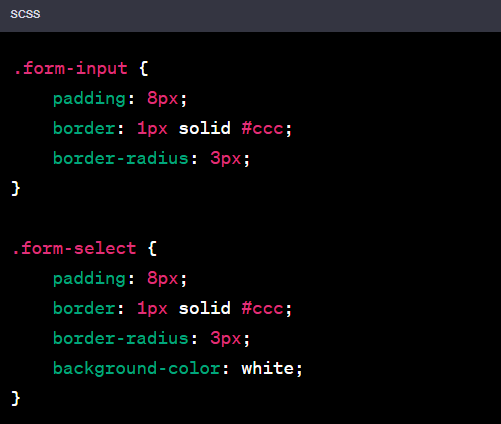 scss
.form-input {
    padding: 8px;
    border: 1px solid #ccc;
    border-radius: 3px;
}

.form-select {
    padding: 8px;
    border: 1px solid #ccc;
    border-radius: 3px;
    background-color: white;
}